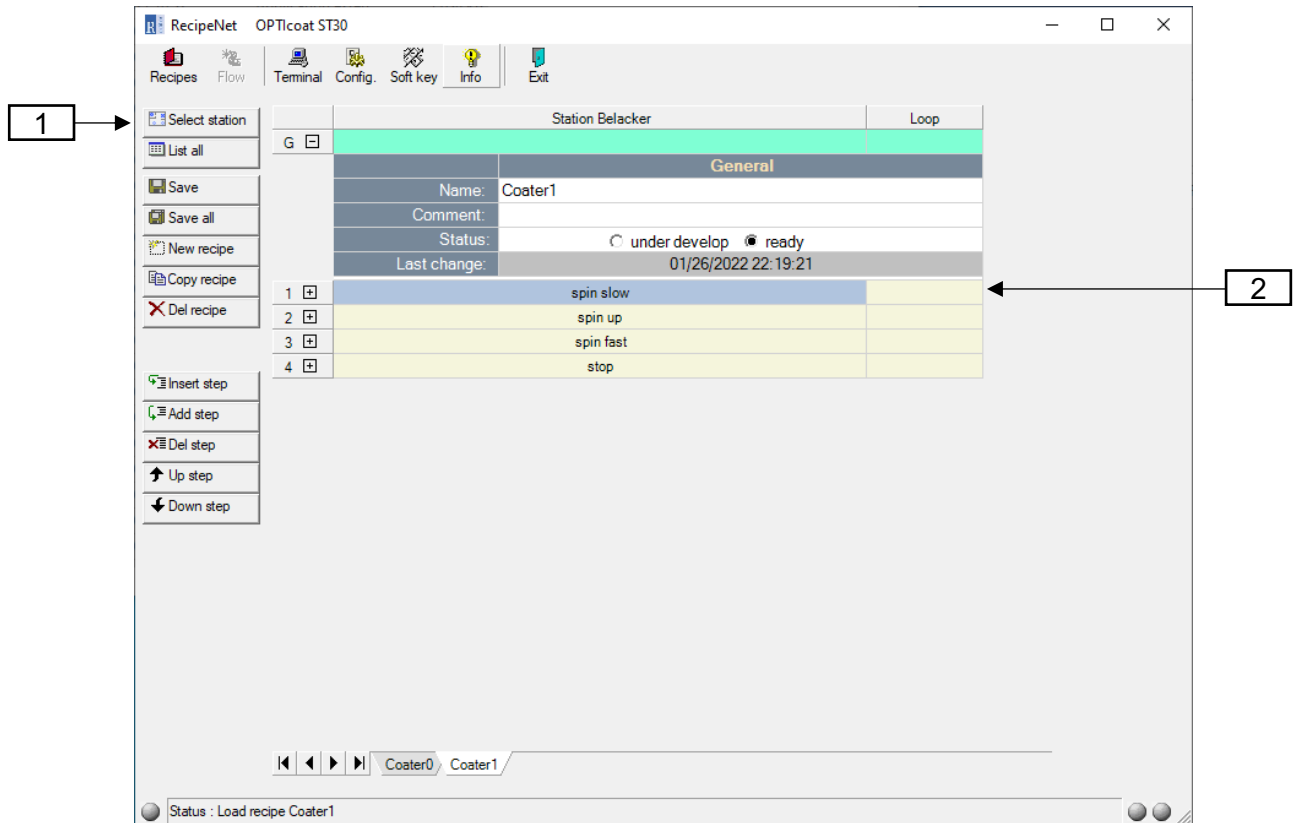 RecipeNet OPTIcoat ST30
Recipes Flow Terminal Config. Soft key Info Exit
1
Select station
List all
Save
Save all
New recipe
Copy recipe
Del recipe
Insert step
Add step
Del step
Up step
Down step
Station Belacker Loop
G
General
Name: Coater1
Comment:
Status: under develop ready
Last change: 01/26/2022 22:19:21
1 spin slow
2 spin up
3 spin fast
4 stop
2
Coater0 Coater1
Status : Load recipe Coater1